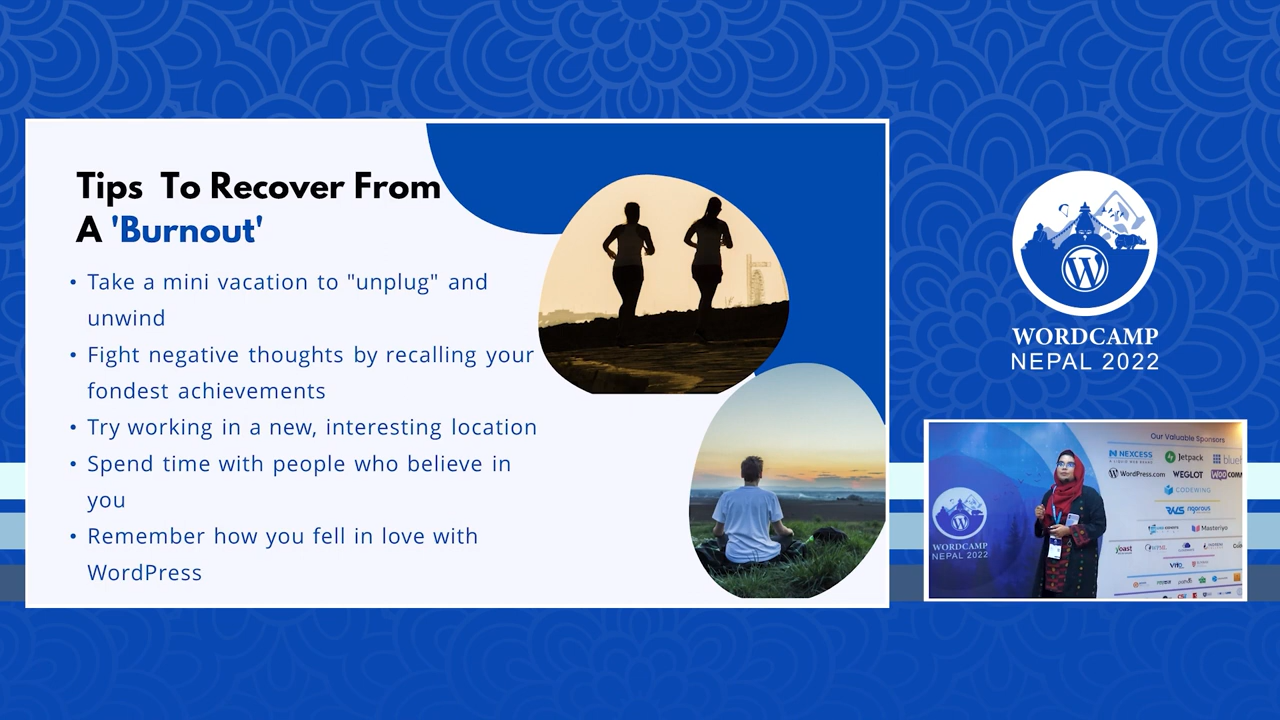 Tips To Recover From
A 'Burnout'
• Take a mini vacation to "unplug" and
unwind
• Fight negative thoughts by recalling your
fondest achievements
• Try working in a new, interesting location
• Spend time with people who believe in
you
• Remember how you fell in love with
WordPress
WORDCAMP
NEPAL 2022
Our Valuable Sponsors
NEXCESS
Jetpack
WordPress.com
WEGLOT
CODEWING
Masteriyo
yoast
WORDCAMP
NEPAL 2022